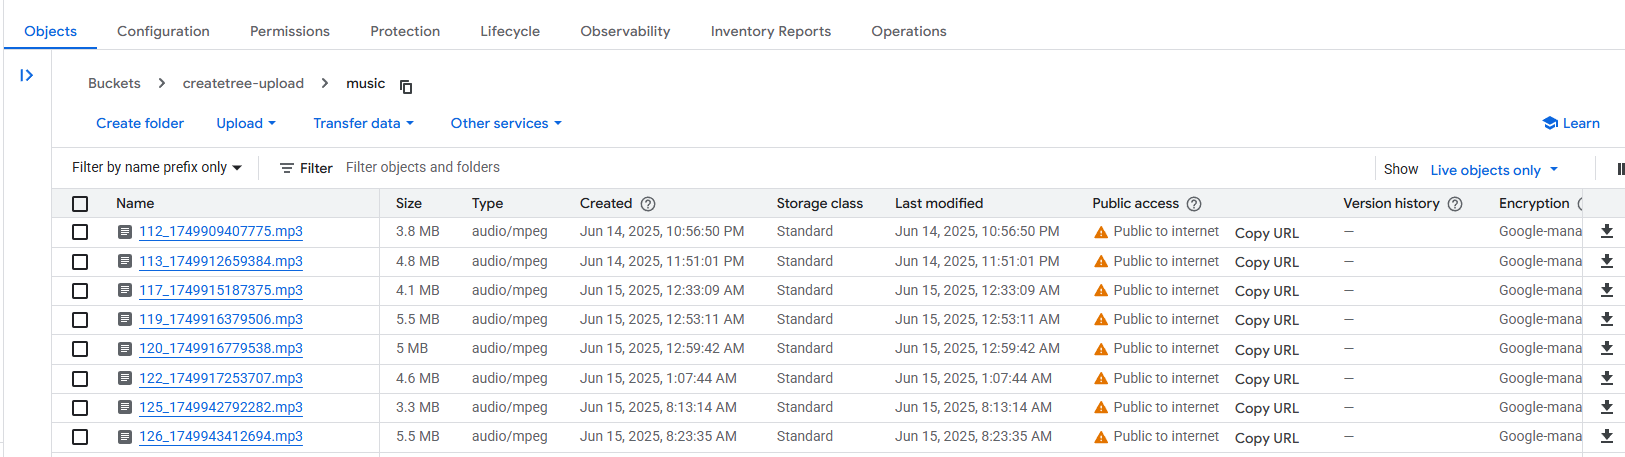 Objects Configuration Permissions Protection Lifecycle Observability Inventory Reports Operations
Buckets createtree-upload music
Create folder Upload Transfer data Other services Learn
Filter by name prefix only Filter Filter objects and folders Show Live objects only
Name Size Type Created Storage class Last modified Public access Version history Encryption
112_1749909407775.mp3 3.8 MB audio/mpeg Jun 14, 2025, 10:56:50 PM Standard Jun 14, 2025, 10:56:50 PM Public to internet Copy URL — Google-mana
113_1749912659384.mp3 4.8 MB audio/mpeg Jun 14, 2025, 11:51:01 PM Standard Jun 14, 2025, 11:51:01 PM Public to internet Copy URL — Google-mana
117_1749915187375.mp3 4.1 MB audio/mpeg Jun 15, 2025, 12:33:09 AM Standard Jun 15, 2025, 12:33:09 AM Public to internet Copy URL — Google-mana
119_1749916379506.mp3 5.5 MB audio/mpeg Jun 15, 2025, 12:53:11 AM Standard Jun 15, 2025, 12:53:11 AM Public to internet Copy URL — Google-mana
120_1749916779538.mp3 5 MB audio/mpeg Jun 15, 2025, 12:59:42 AM Standard Jun 15, 2025, 12:59:42 AM Public to internet Copy URL — Google-mana
122_1749917253707.mp3 4.6 MB audio/mpeg Jun 15, 2025, 1:07:44 AM Standard Jun 15, 2025, 1:07:44 AM Public to internet Copy URL — Google-mana
125_1749942792282.mp3 3.3 MB audio/mpeg Jun 15, 2025, 8:13:14 AM Standard Jun 15, 2025, 8:13:14 AM Public to internet Copy URL — Google-mana
126_1749943412694.mp3 5.5 MB audio/mpeg Jun 15, 2025, 8:23:35 AM Standard Jun 15, 2025, 8:23:35 AM Public to internet Copy URL — Google-mana